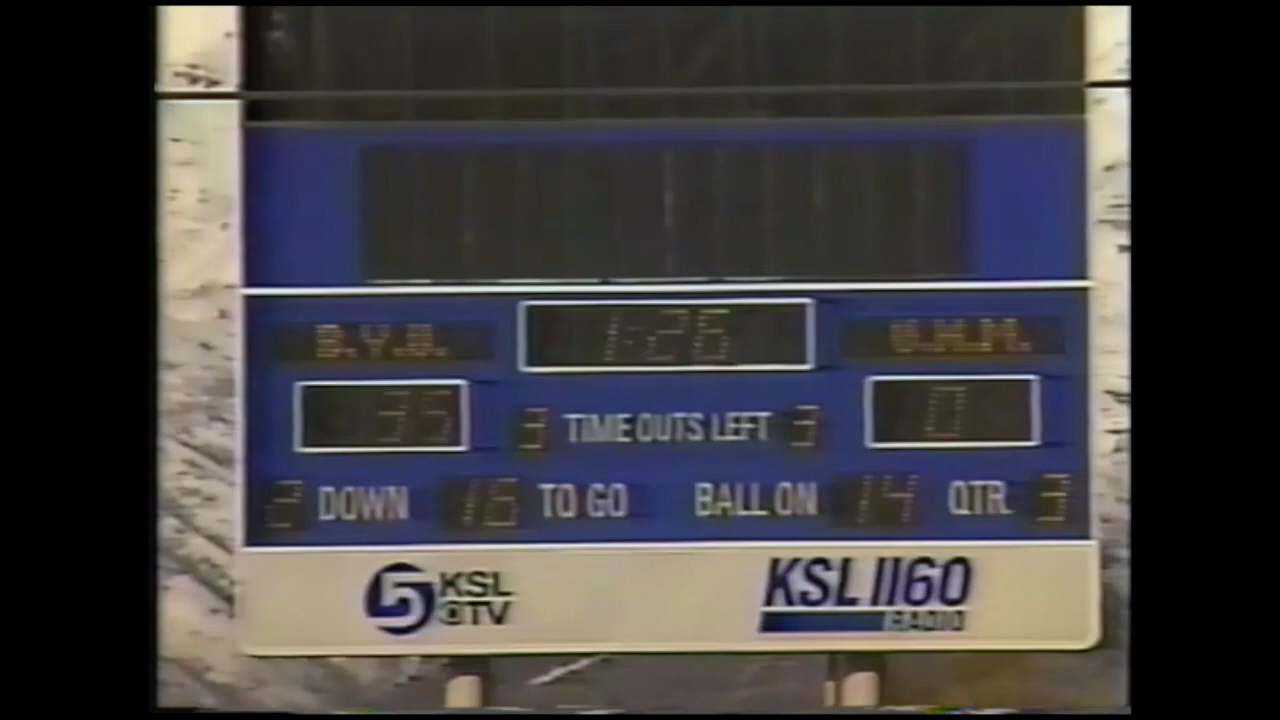 1:26
B.Y.U. U.N.M.
35 0
3 TIME OUTS LEFT 3
2 DOWN 16 TO GO BALL ON 14 QTR. 3
5 KSL TV KSL 1160
RADIO